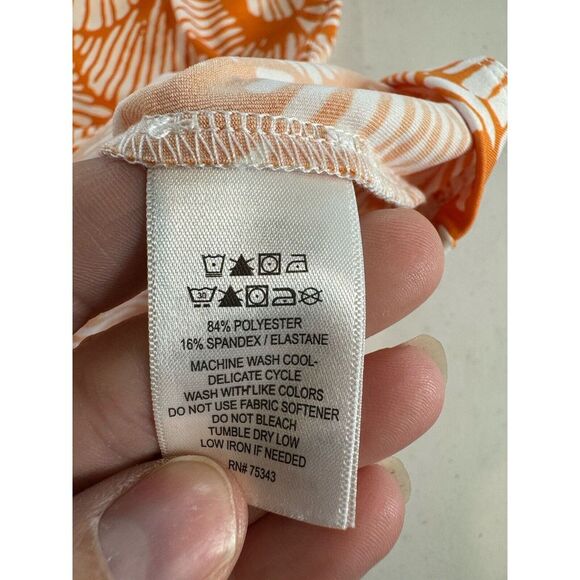 30
84% POLYESTER
16% SPANDEX / ELASTANE
MACHINE WASH COOL-
DELICATE CYCLE
WASH WITH LIKE COLORS
DO NOT USE FABRIC SOFTENER
DO NOT BLEACH
TUMBLE DRY LOW
LOW IRON IF NEEDED
RN# 75343